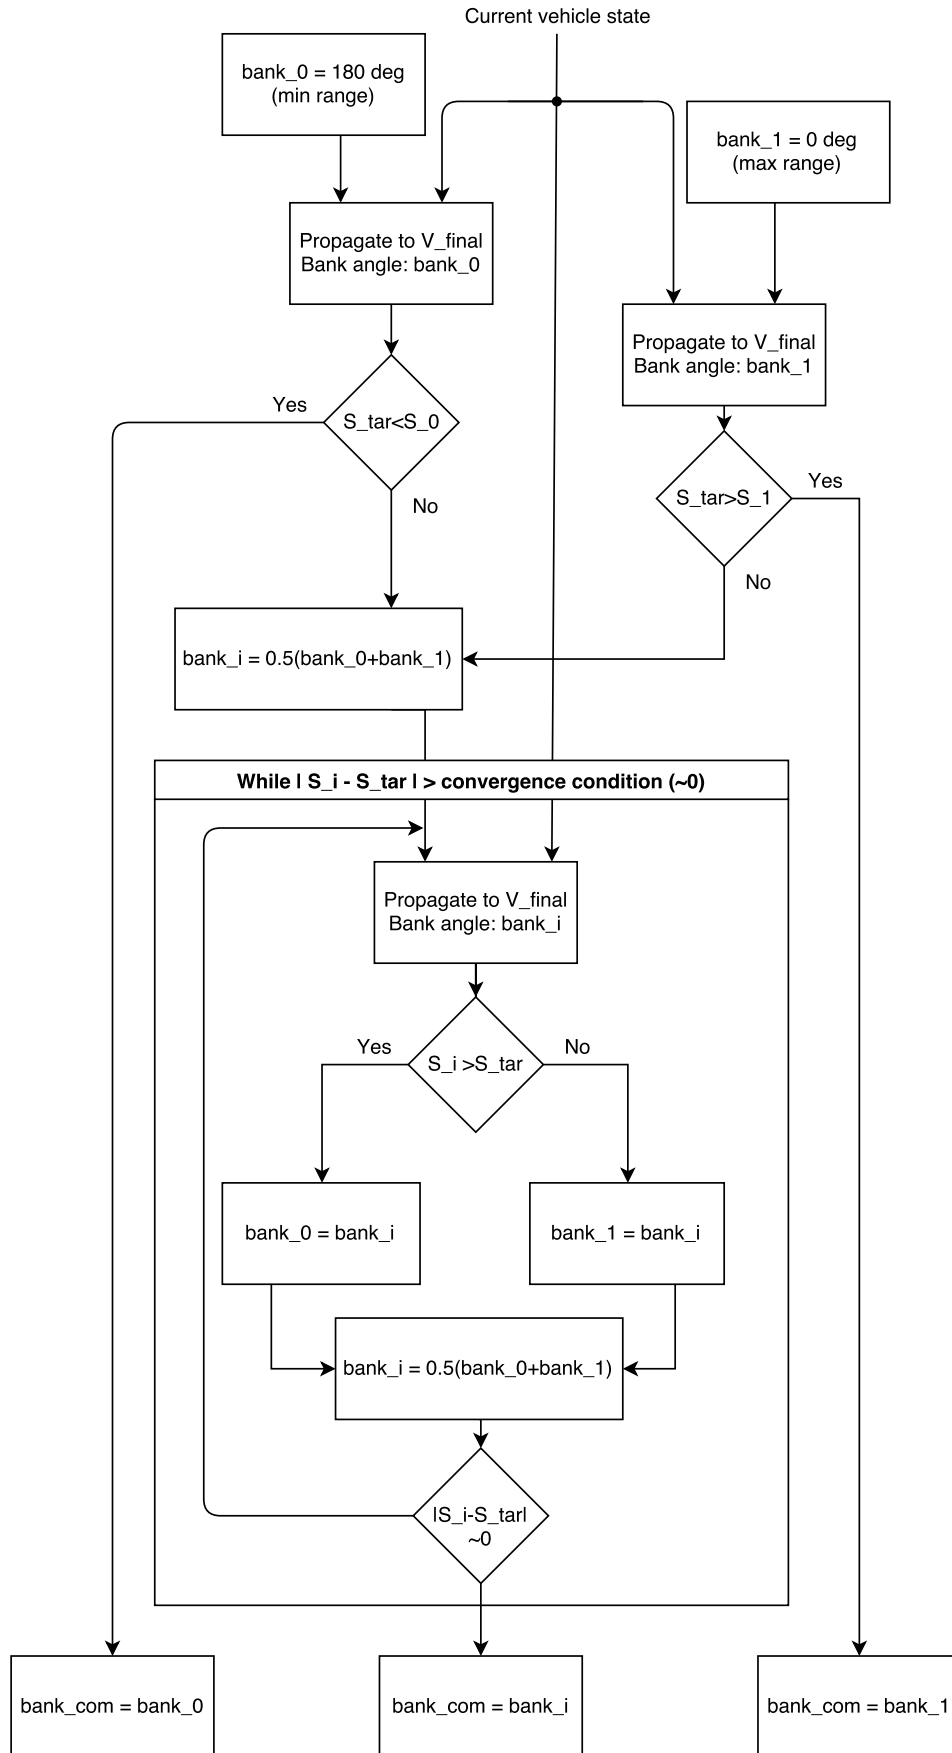 Current vehicle state
bank_0 = 180 deg
(min range)
bank_1 = 0 deg
(max range)
Propagate to V_final
Bank angle: bank_0
Propagate to V_final
Bank angle: bank_1
Yes
S_tar<S_0
No
Yes
S_tar>S_1
No
bank_i = 0.5(bank_0+bank_1)
While | S_i - S_tar | > convergence condition (~0)
Propagate to V_final
Bank angle: bank_i
Yes
S_i >S_tar
No
bank_0 = bank_i
bank_1 = bank_i
bank_i = 0.5(bank_0+bank_1)
|S_i-S_tar|
~0
bank_com = bank_0
bank_com = bank_i
bank_com = bank_1